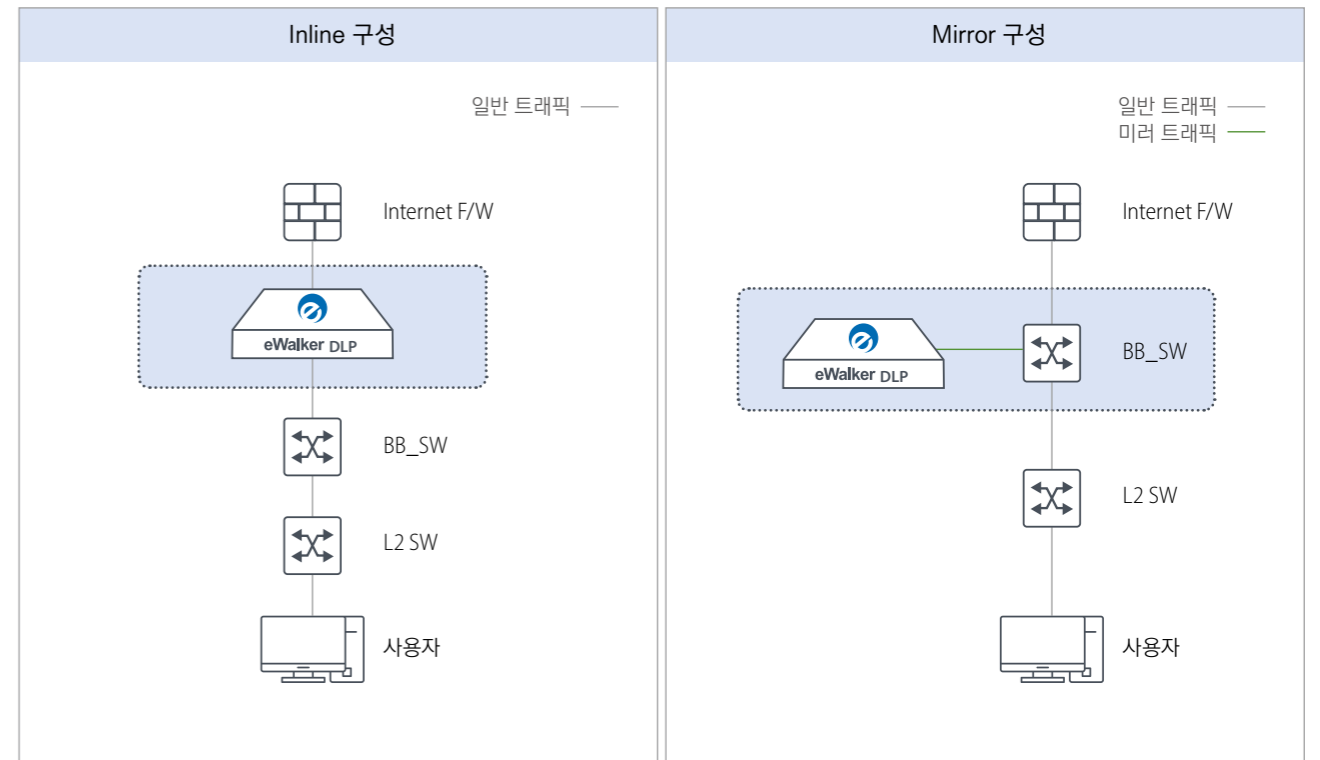 Inline 구성
일반 트래픽
Internet F/W
eWalker DLP
BB_SW
L2 SW
사용자
Mirror 구성
일반 트래픽
미러 트래픽
Internet F/W
eWalker DLP
BB_SW
L2 SW
사용자